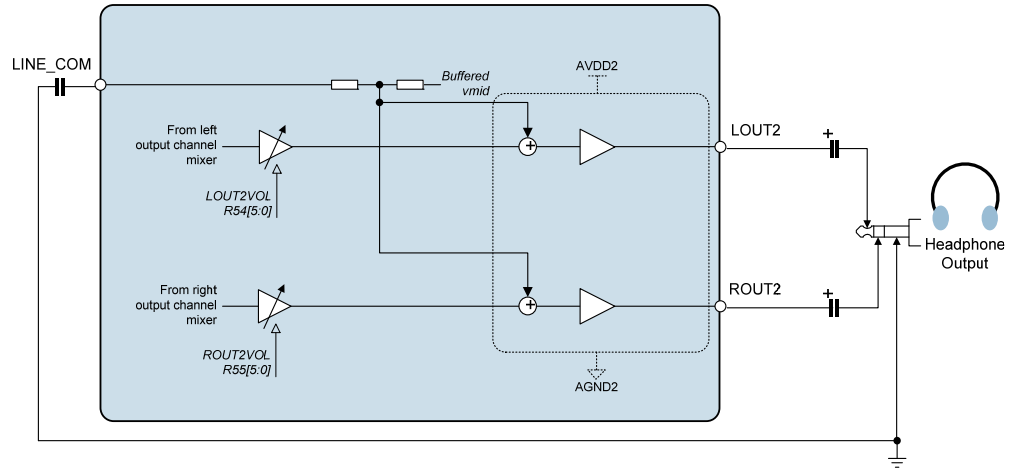 LINE_COM
Buffered
vmid
AVDD2
From left
output channel
mixer
+
LOUT2
+
LOUT2VOL
R54[5:0]
Headphone
Output
From right
output channel
mixer
+
ROUT2
+
ROUT2VOL
R55[5:0]
AGND2